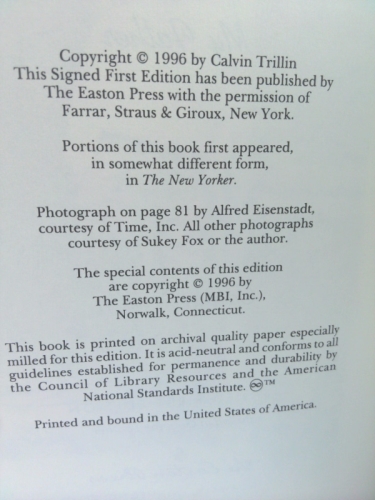 Copyright © 1996 by Calvin Trillin
This Signed First Edition has been published by
The Easton Press with the permission of
Farrar, Straus & Giroux, New York.
Portions of this book first appeared,
in somewhat different form,
in The New Yorker.
Photograph on page 81 by Alfred Eisenstadt,
courtesy of Time, Inc. All other photographs
courtesy of Sukey Fox or the author.
The special contents of this edition
are copyright © 1996 by
The Easton Press (MBI, Inc.),
Norwalk, Connecticut.
This book is printed on archival quality paper especially
milled for this edition. It is acid-neutral and conforms to all
guidelines established for permanence and durability by
the Council of Library Resources and the American
National Standards Institute. ♾™
Printed and bound in the United States of America.